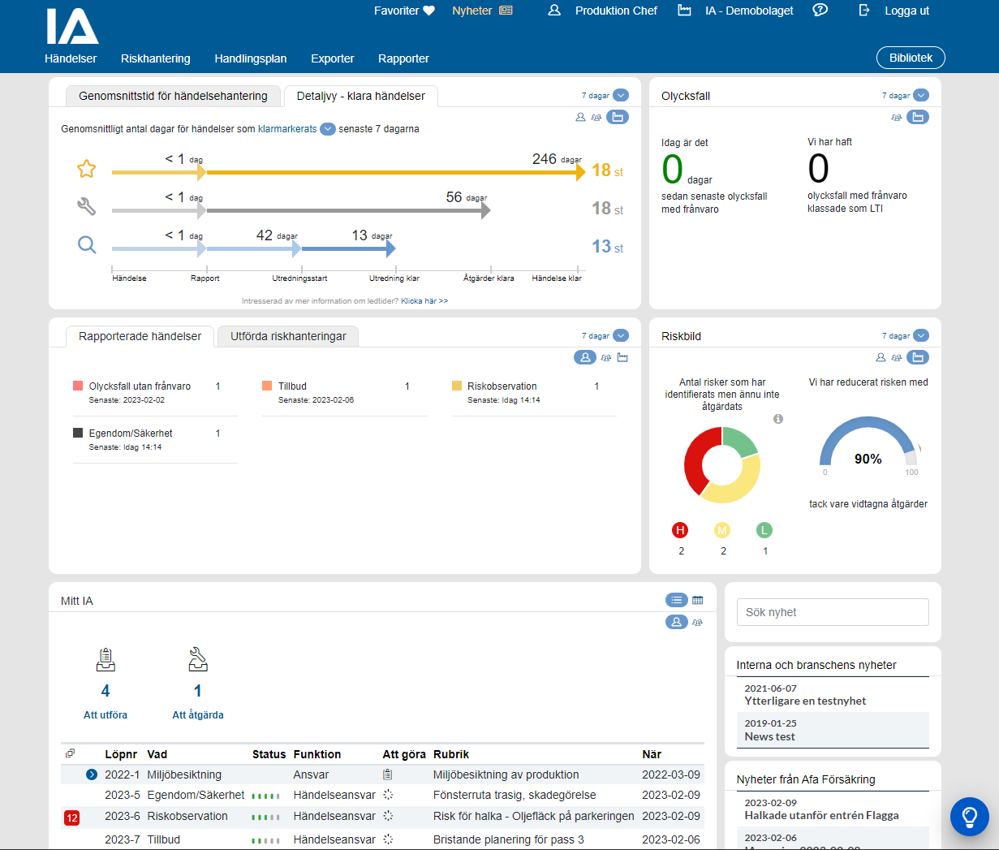 Favoriter Nyheter Produktion Chef IA - Demobolaget Logga ut
IA
Händelser Riskhantering Handlingsplan Exporter Rapporter Bibliotek
Genomsnittstid för händelsehantering Detaljvy - klara händelser 7 dagar
Genomsnittligt antal dagar för händelser som klarmarkerats senaste 7 dagarna
< 1 dag 246 dagar 18 st
< 1 dag 56 dagar 18 st
< 1 dag 42 dagar 13 dagar 13 st
Händelse Rapport Utredningsstart Utredning klar Åtgärder klara Händelse klar
Intresserad av mer information om ledtider? Klicka här >>
Olycksfall 7 dagar
Idag är det
0 dagar
sedan senaste olycksfall
med frånvaro
Vi har haft
0
olycksfall med frånvaro
klassade som LTI
Rapporterade händelser Utförda riskhanteringar 7 dagar
Olycksfall utan frånvaro 1
Senaste: 2023-02-02
Tillbud 1
Senaste: 2023-02-06
Riskobservation 1
Senaste: Idag 14:14
Egendom/Säkerhet 1
Senaste: Idag 14:14
Riskbild 7 dagar
Antal risker som har
identifierats men ännu inte
åtgärdats
H M L
2 2 1
Vi har reducerat risken med
90%
0 100
tack vare vidtagna åtgärder
Mitt IA
4
Att utföra
1
Att åtgärda
Löpnr Vad Status Funktion Att göra Rubrik När
2022-1 Miljöbesiktning Ansvar Miljöbesiktning av produktion 2022-03-09
2023-5 Egendom/Säkerhet Händelseansvar Fönsterruta trasig, skadegörelse 2023-02-09
12 2023-6 Riskobservation Händelseansvar Risk för halka - Oljefläck på parkeringen 2023-02-09
2023-7 Tillbud Händelseansvar Bristande planering för pass 3 2023-02-06
Sök nyhet
Interna och branschens nyheter
2021-06-07
Ytterligare en testnyhet
2019-01-25
News test
Nyheter från Afa Försäkring
2023-02-09
Halkade utanför entrén Flagga
2023-02-06